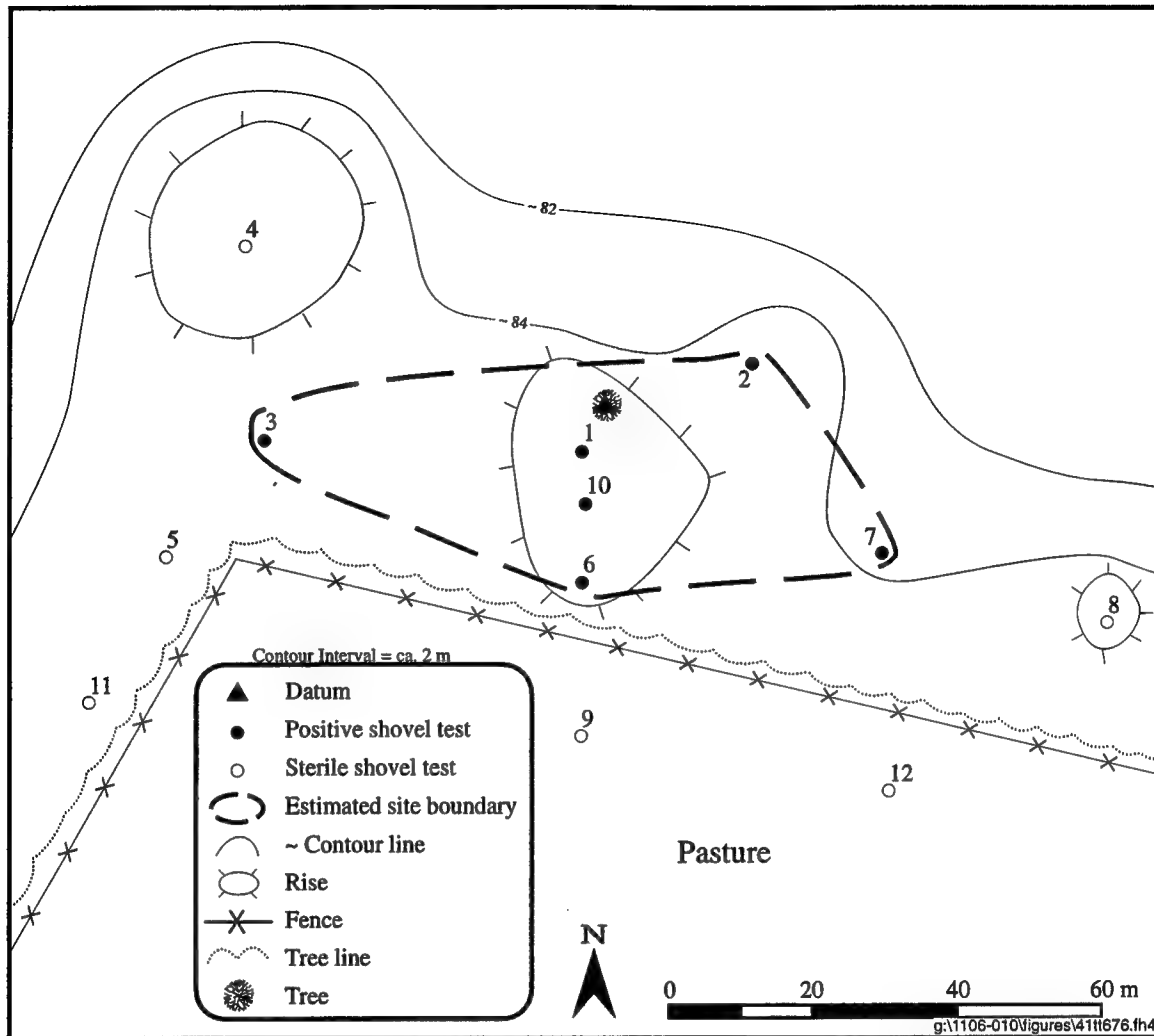 ~82
4
~84
2
3
1
10
5
7
6
8
11
9
12
Contour Interval = ca. 2 m
Datum
Positive shovel test
Sterile shovel test
Estimated site boundary
~ Contour line
Rise
Fence
Tree line
Tree
Pasture
N
0 20 40 60 m
g:\1106-010\figures\41tt676.fh4